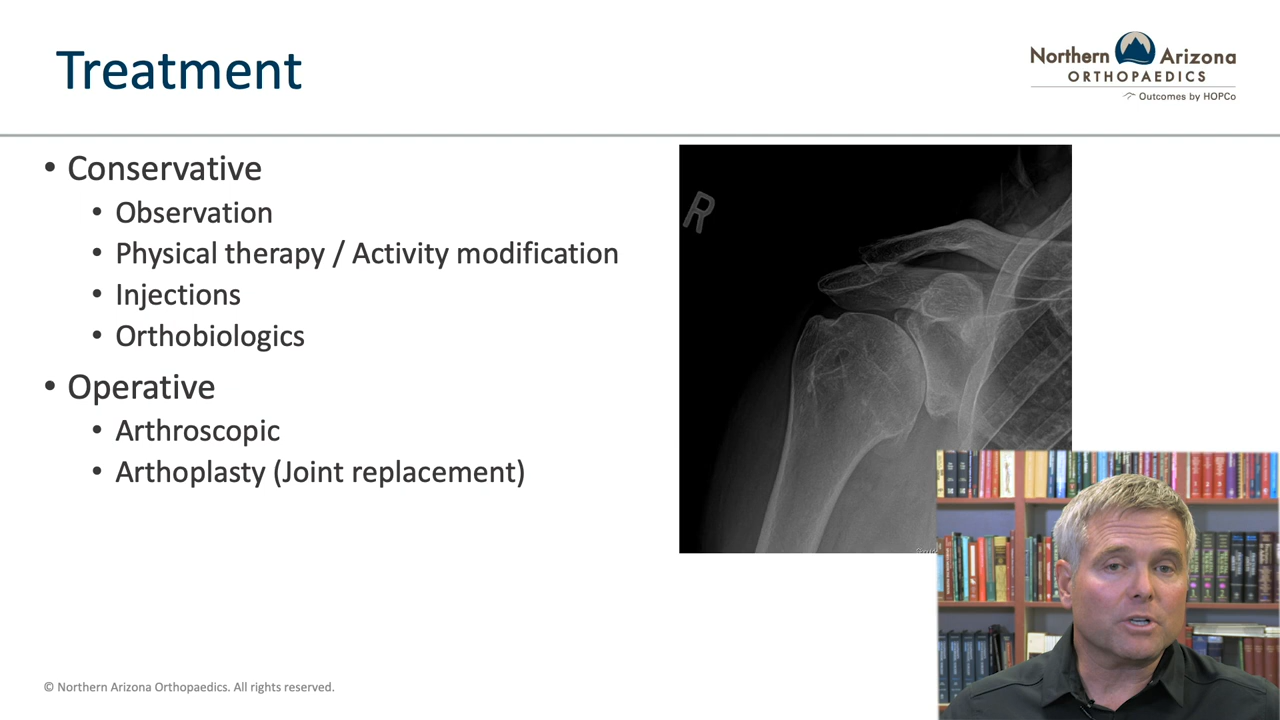 Treatment
Northern Arizona
ORTHOPAEDICS
Outcomes by HOPCo
• Conservative
• Observation
• Physical therapy / Activity modification
• Injections
• Orthobiologics
• Operative
• Arthroscopic
• Arthoplasty (Joint replacement)
R
© Northern Arizona Orthopaedics. All rights reserved.